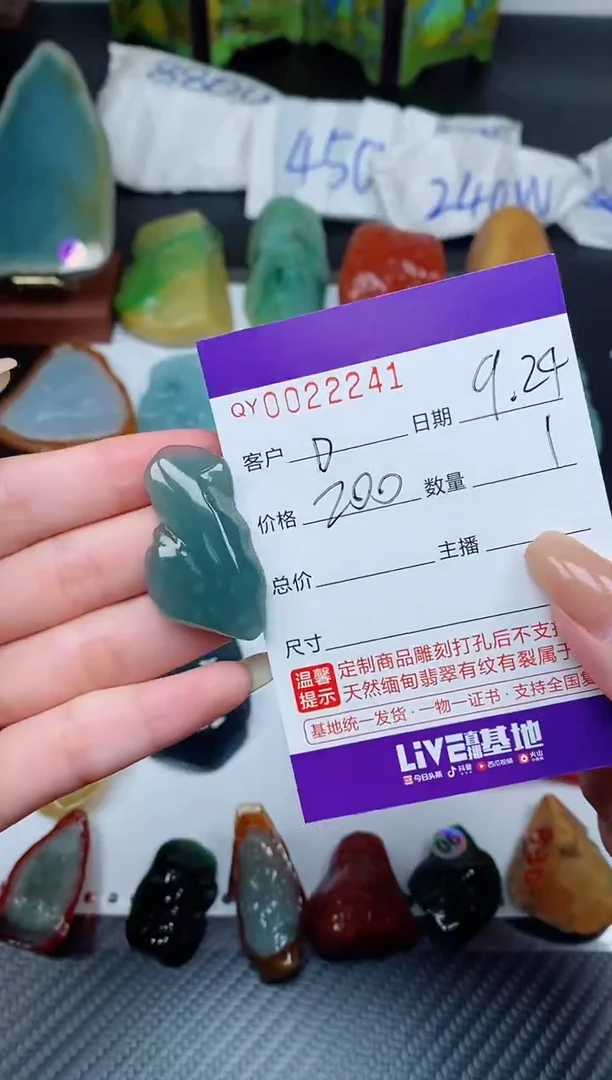 450
240W
QY0022241
客户 D 日期 9.24
价格 200 数量 1
总价 主播
尺寸
温馨提示
定制商品雕刻打孔后不支
天然缅甸翡翠有纹有裂属于
基地统一发货·一物一证书·支持全国复
LiVE直播基地
今日头条 抖音 西瓜视频 火山